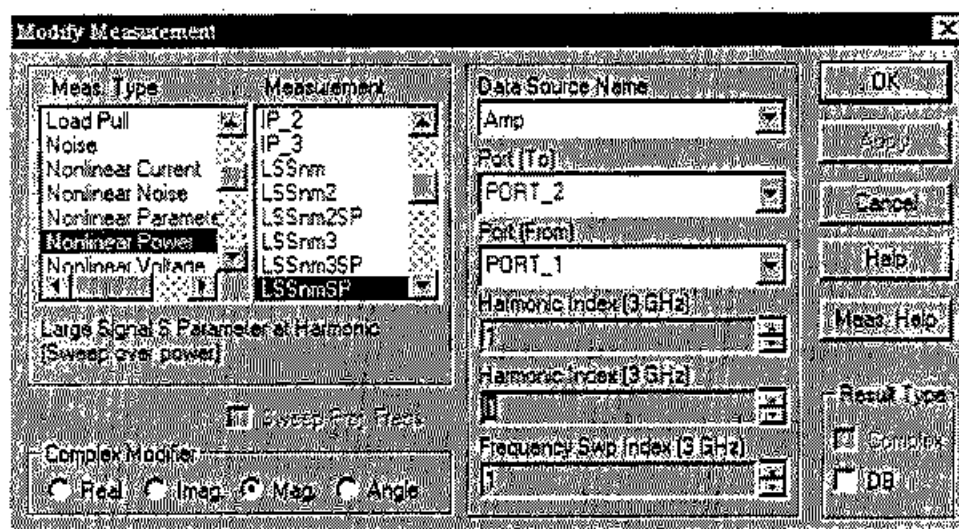 Modify Measurement
Meas. Type
Load Pull
Noise
Nonlinear Current
Nonlinear Noise
Nonlinear Paramete
Nonlinear Power
Nonlinear Voltage
Measurement
IP_2
IP_3
LSSnm
LSSnm2
LSSnm2SP
LSSnm3
LSSnm3SP
LSSnmSP
Large Signal S Parameter at Harmonic
(Sweep over power)
Sweep Proj. Freqs
Complex Modifier
Real
Imag.
Mag.
Angle
Data Source Name
Amp
Port (To)
PORT_2
Port (From)
PORT_1
Harmonic Index (3 GHz)
1
Harmonic Index (3 GHz)
1
Frequency Swp Index (3 GHz)
1
OK
Apply
Cancel
Help
Meas. Help
Result Type
Complex
DB